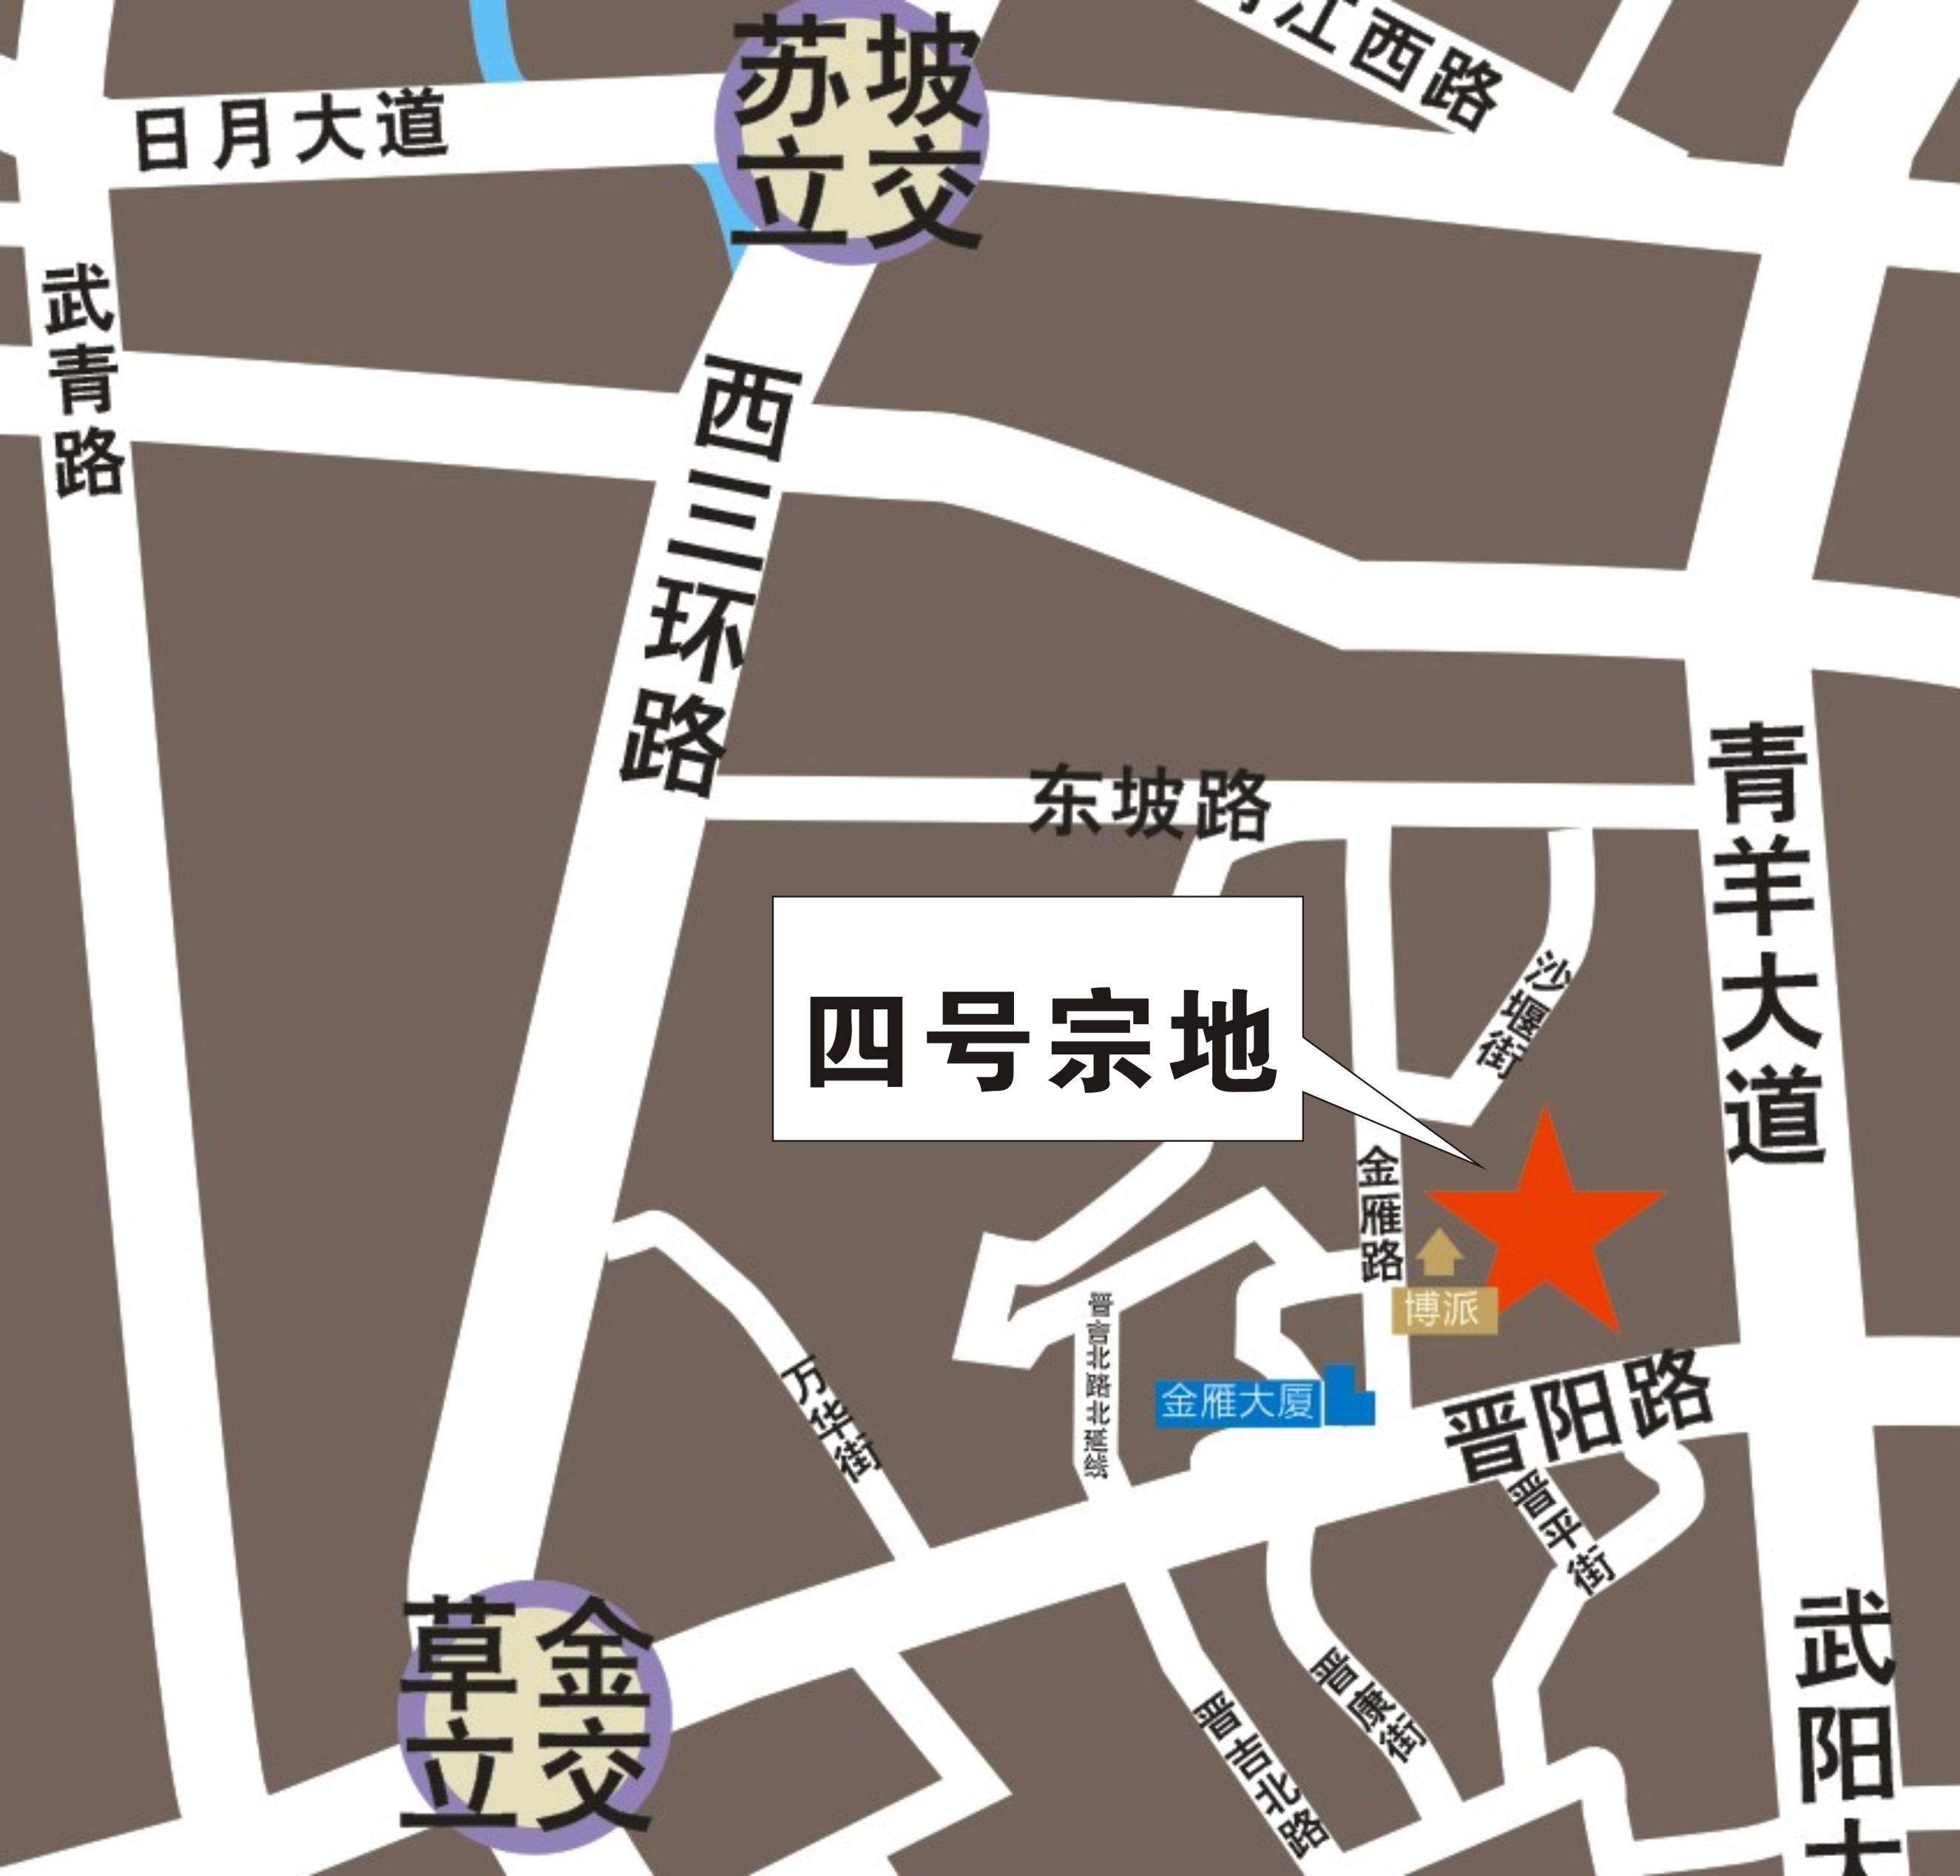 江西路
苏坡
立交
日月大道
武青路
西三环路
东坡路
青羊大道
沙堰街
四号宗地
金雁路
博派
晋吉北路北延线
金雁大厦
万华街
晋阳路
晋平街
草金
立交
武阳大
晋康街
晋吉北路